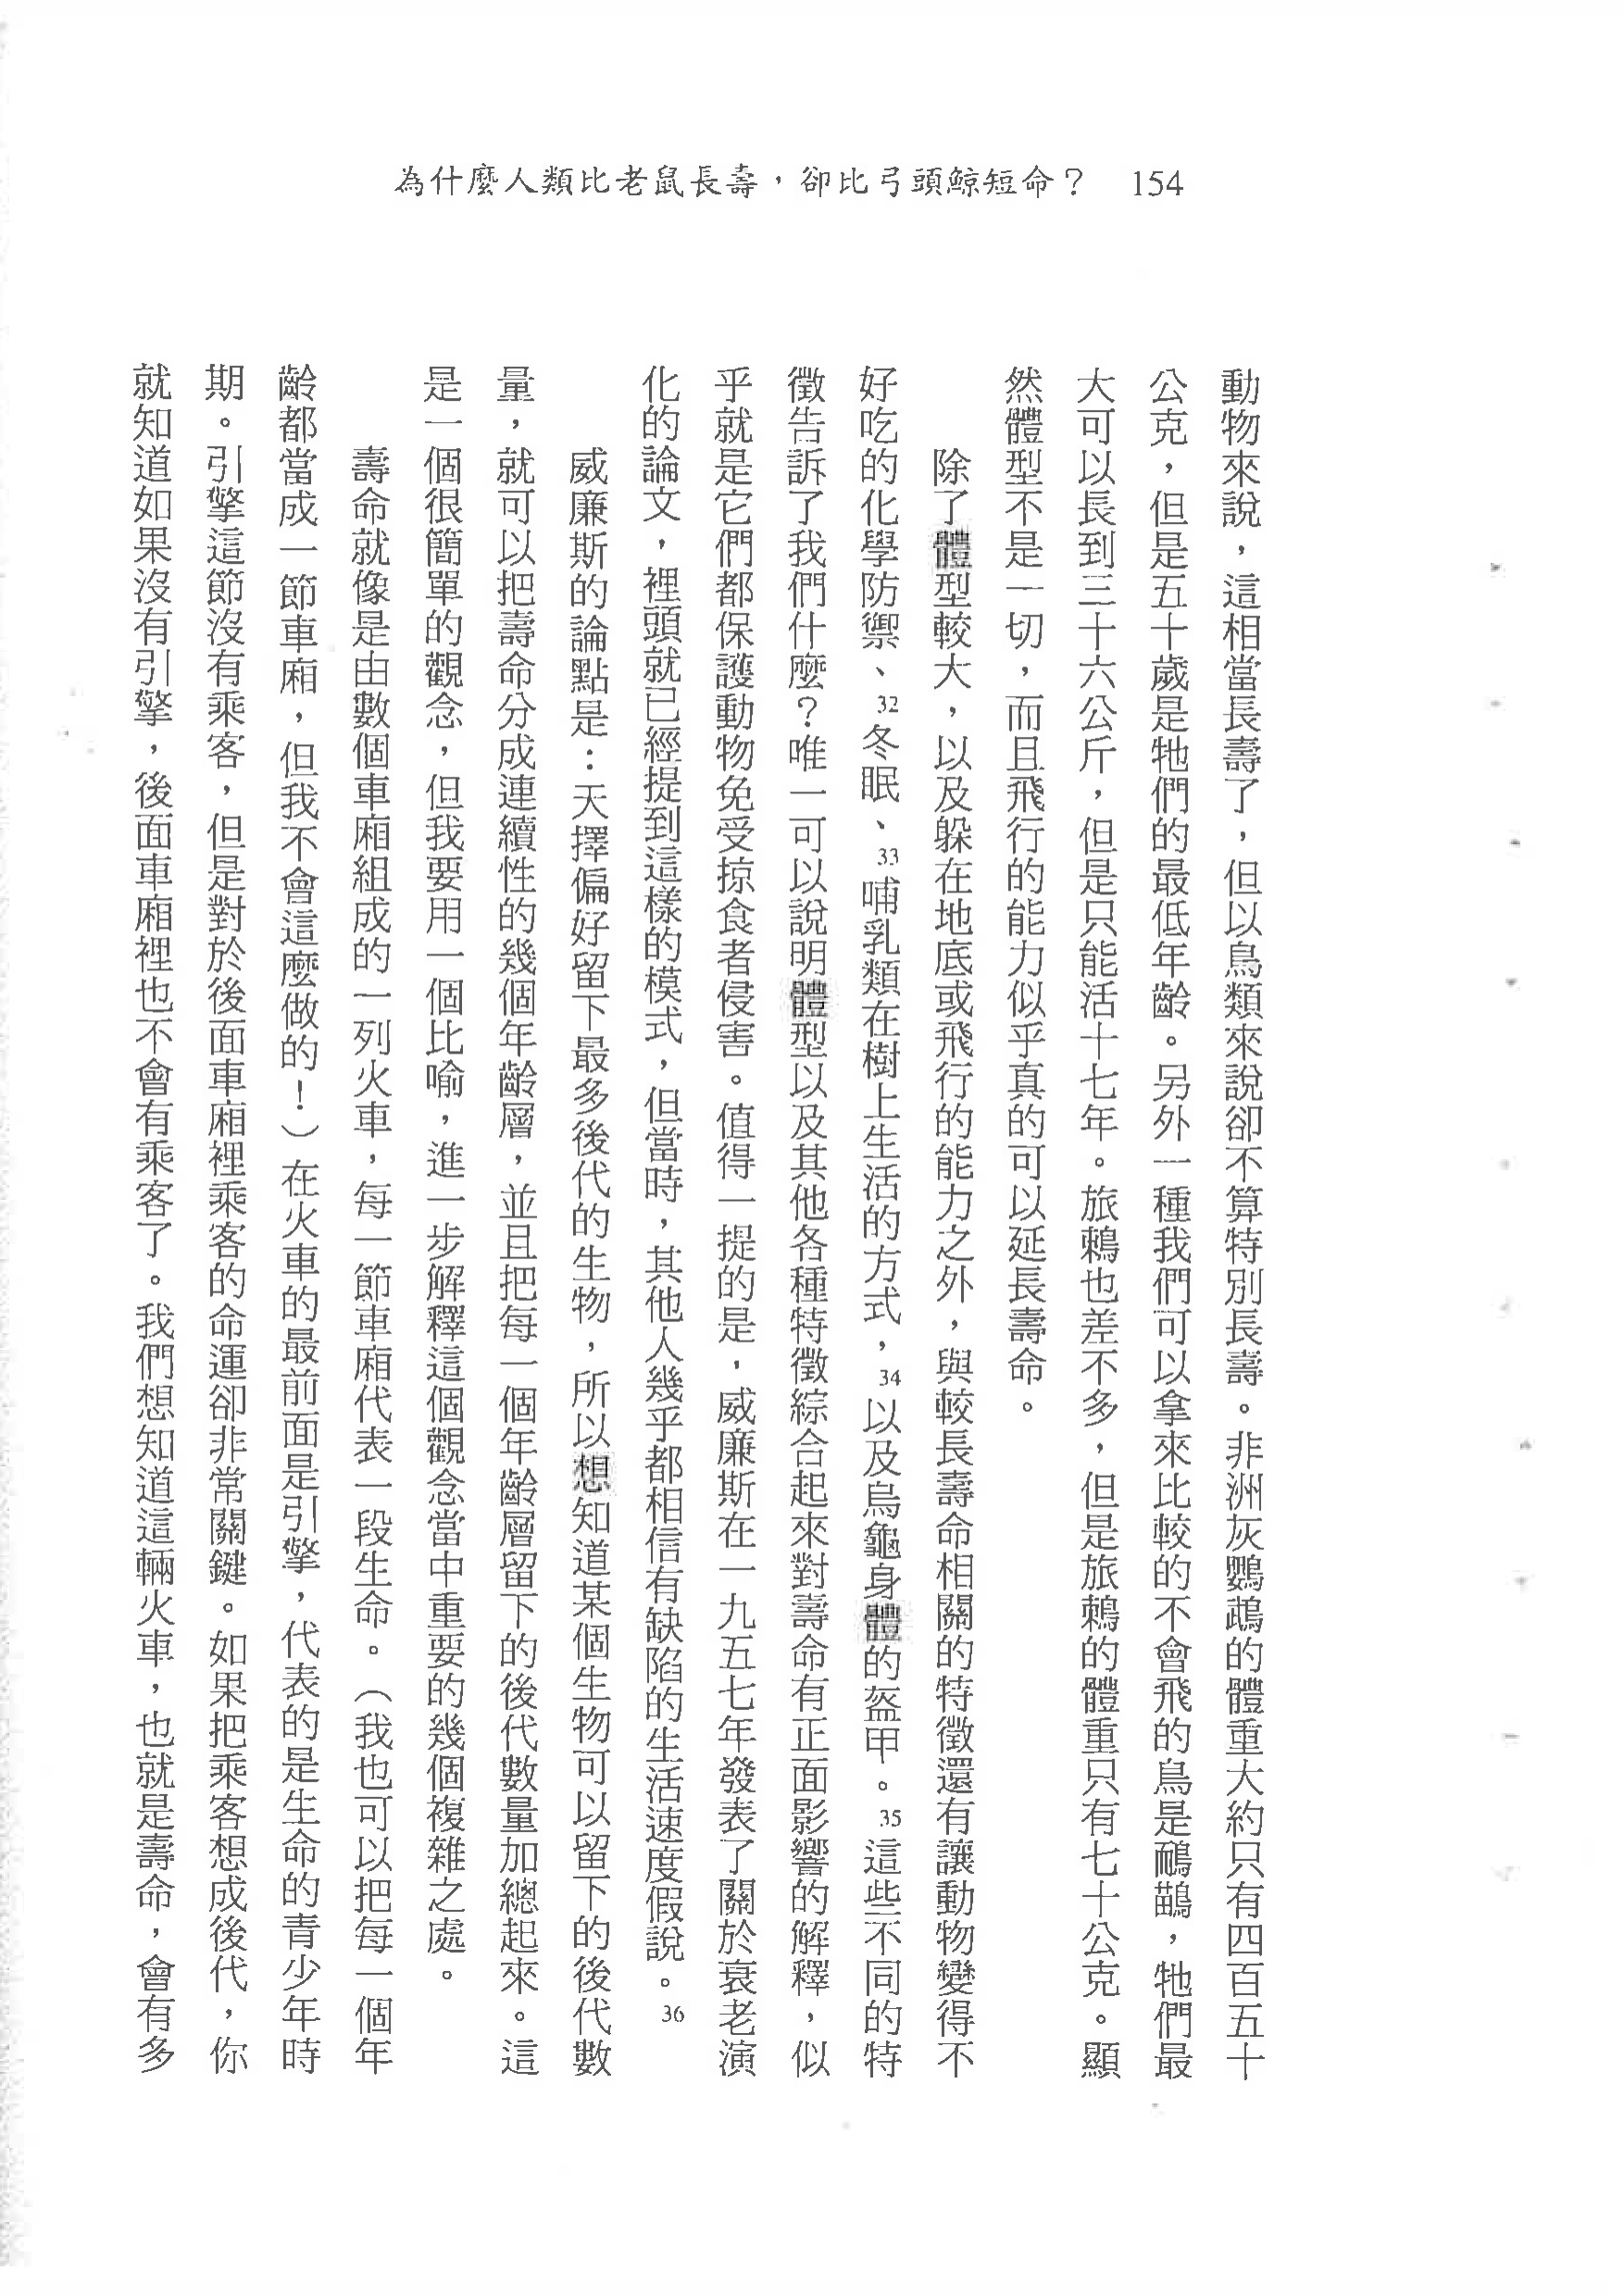 為什麼人類比老鼠長壽，卻比弓頭鯨短命？ 154
動物來說，這相當長壽了，但以鳥類來說卻不算特別長壽。非洲灰鸚鵡的體重大約只有四百五十
公克，但是五十歲是牠們的最低年齡。另外一種我們可以拿來比較的不會飛的鳥是鴯鶓，牠們最
大可以長到三十六公斤，但是只能活十七年。旅鶇也差不多，但是旅鶇的體重只有七十公克。顯
然體型不是一切，而且飛行的能力似乎真的可以延長壽命。
除了體型較大，以及躲在地底或飛行的能力之外，與較長壽命相關的特徵還有讓動物變得不
好吃的化學防禦、32冬眠、33哺乳類在樹上生活的方式，34以及烏龜身體的盔甲。35這些不同的特
徵告訴了我們什麼？唯一可以說明體型以及其他各種特徵綜合起來對壽命有正面影響的解釋，似
乎就是它們都保護動物免受掠食者侵害。值得一提的是，威廉斯在一九五七年發表了關於衰老演
化的論文，裡頭就已經提到這樣的模式，但當時，其他人幾乎都相信有缺陷的生活速度假說。36
威廉斯的論點是：天擇偏好留下最多後代的生物，所以想知道某個生物可以留下的後代數
量，就可以把壽命分成連續性的幾個年齡層，並且把每一個年齡層留下的後代數量加總起來。這
是一個很簡單的觀念，但我要用一個比喻，進一步解釋這個觀念當中重要的幾個複雜之處。
壽命就像是由數個車廂組成的一列火車，每一節車廂代表一段生命。（我也可以把每一個年
齡都當成一節車廂，但我不會這麼做的！）在火車的最前面是引擎，代表的是生命的青少年時
期。引擎這節沒有乘客，但是對於後面車廂裡乘客的命運卻非常關鍵。如果把乘客想成後代，你
就知道如果沒有引擎，後面車廂裡也不會有乘客了。我們想知道這輛火車，也就是壽命，會有多